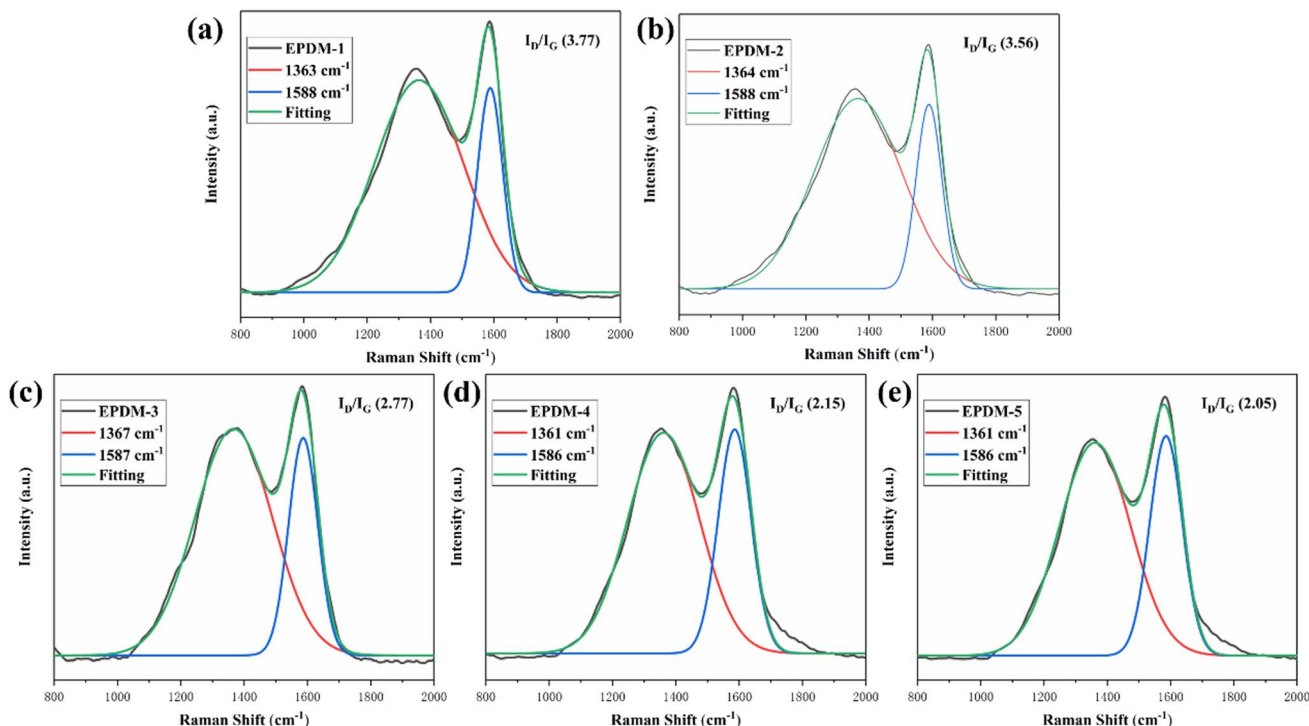 (a)
EPDM-1
1363 cm⁻¹
1588 cm⁻¹
Fitting
I_D/I_G (3.77)
Intensity (a.u.)
800 1000 1200 1400 1600 1800 2000
Raman Shift (cm⁻¹)
(b)
EPDM-2
1364 cm⁻¹
1588 cm⁻¹
Fitting
I_D/I_G (3.56)
Intensity (a.u.)
800 1000 1200 1400 1600 1800 2000
Raman Shift (cm⁻¹)
(c)
EPDM-3
1367 cm⁻¹
1587 cm⁻¹
Fitting
I_D/I_G (2.77)
Intensity (a.u.)
800 1000 1200 1400 1600 1800 2000
Raman Shift (cm⁻¹)
(d)
EPDM-4
1361 cm⁻¹
1586 cm⁻¹
Fitting
I_D/I_G (2.15)
Intensity (a.u.)
800 1000 1200 1400 1600 1800 2000
Raman Shift (cm⁻¹)
(e)
EPDM-5
1361 cm⁻¹
1586 cm⁻¹
Fitting
I_D/I_G (2.05)
Intensity (a.u.)
800 1000 1200 1400 1600 1800 2000
Raman Shift (cm⁻¹)